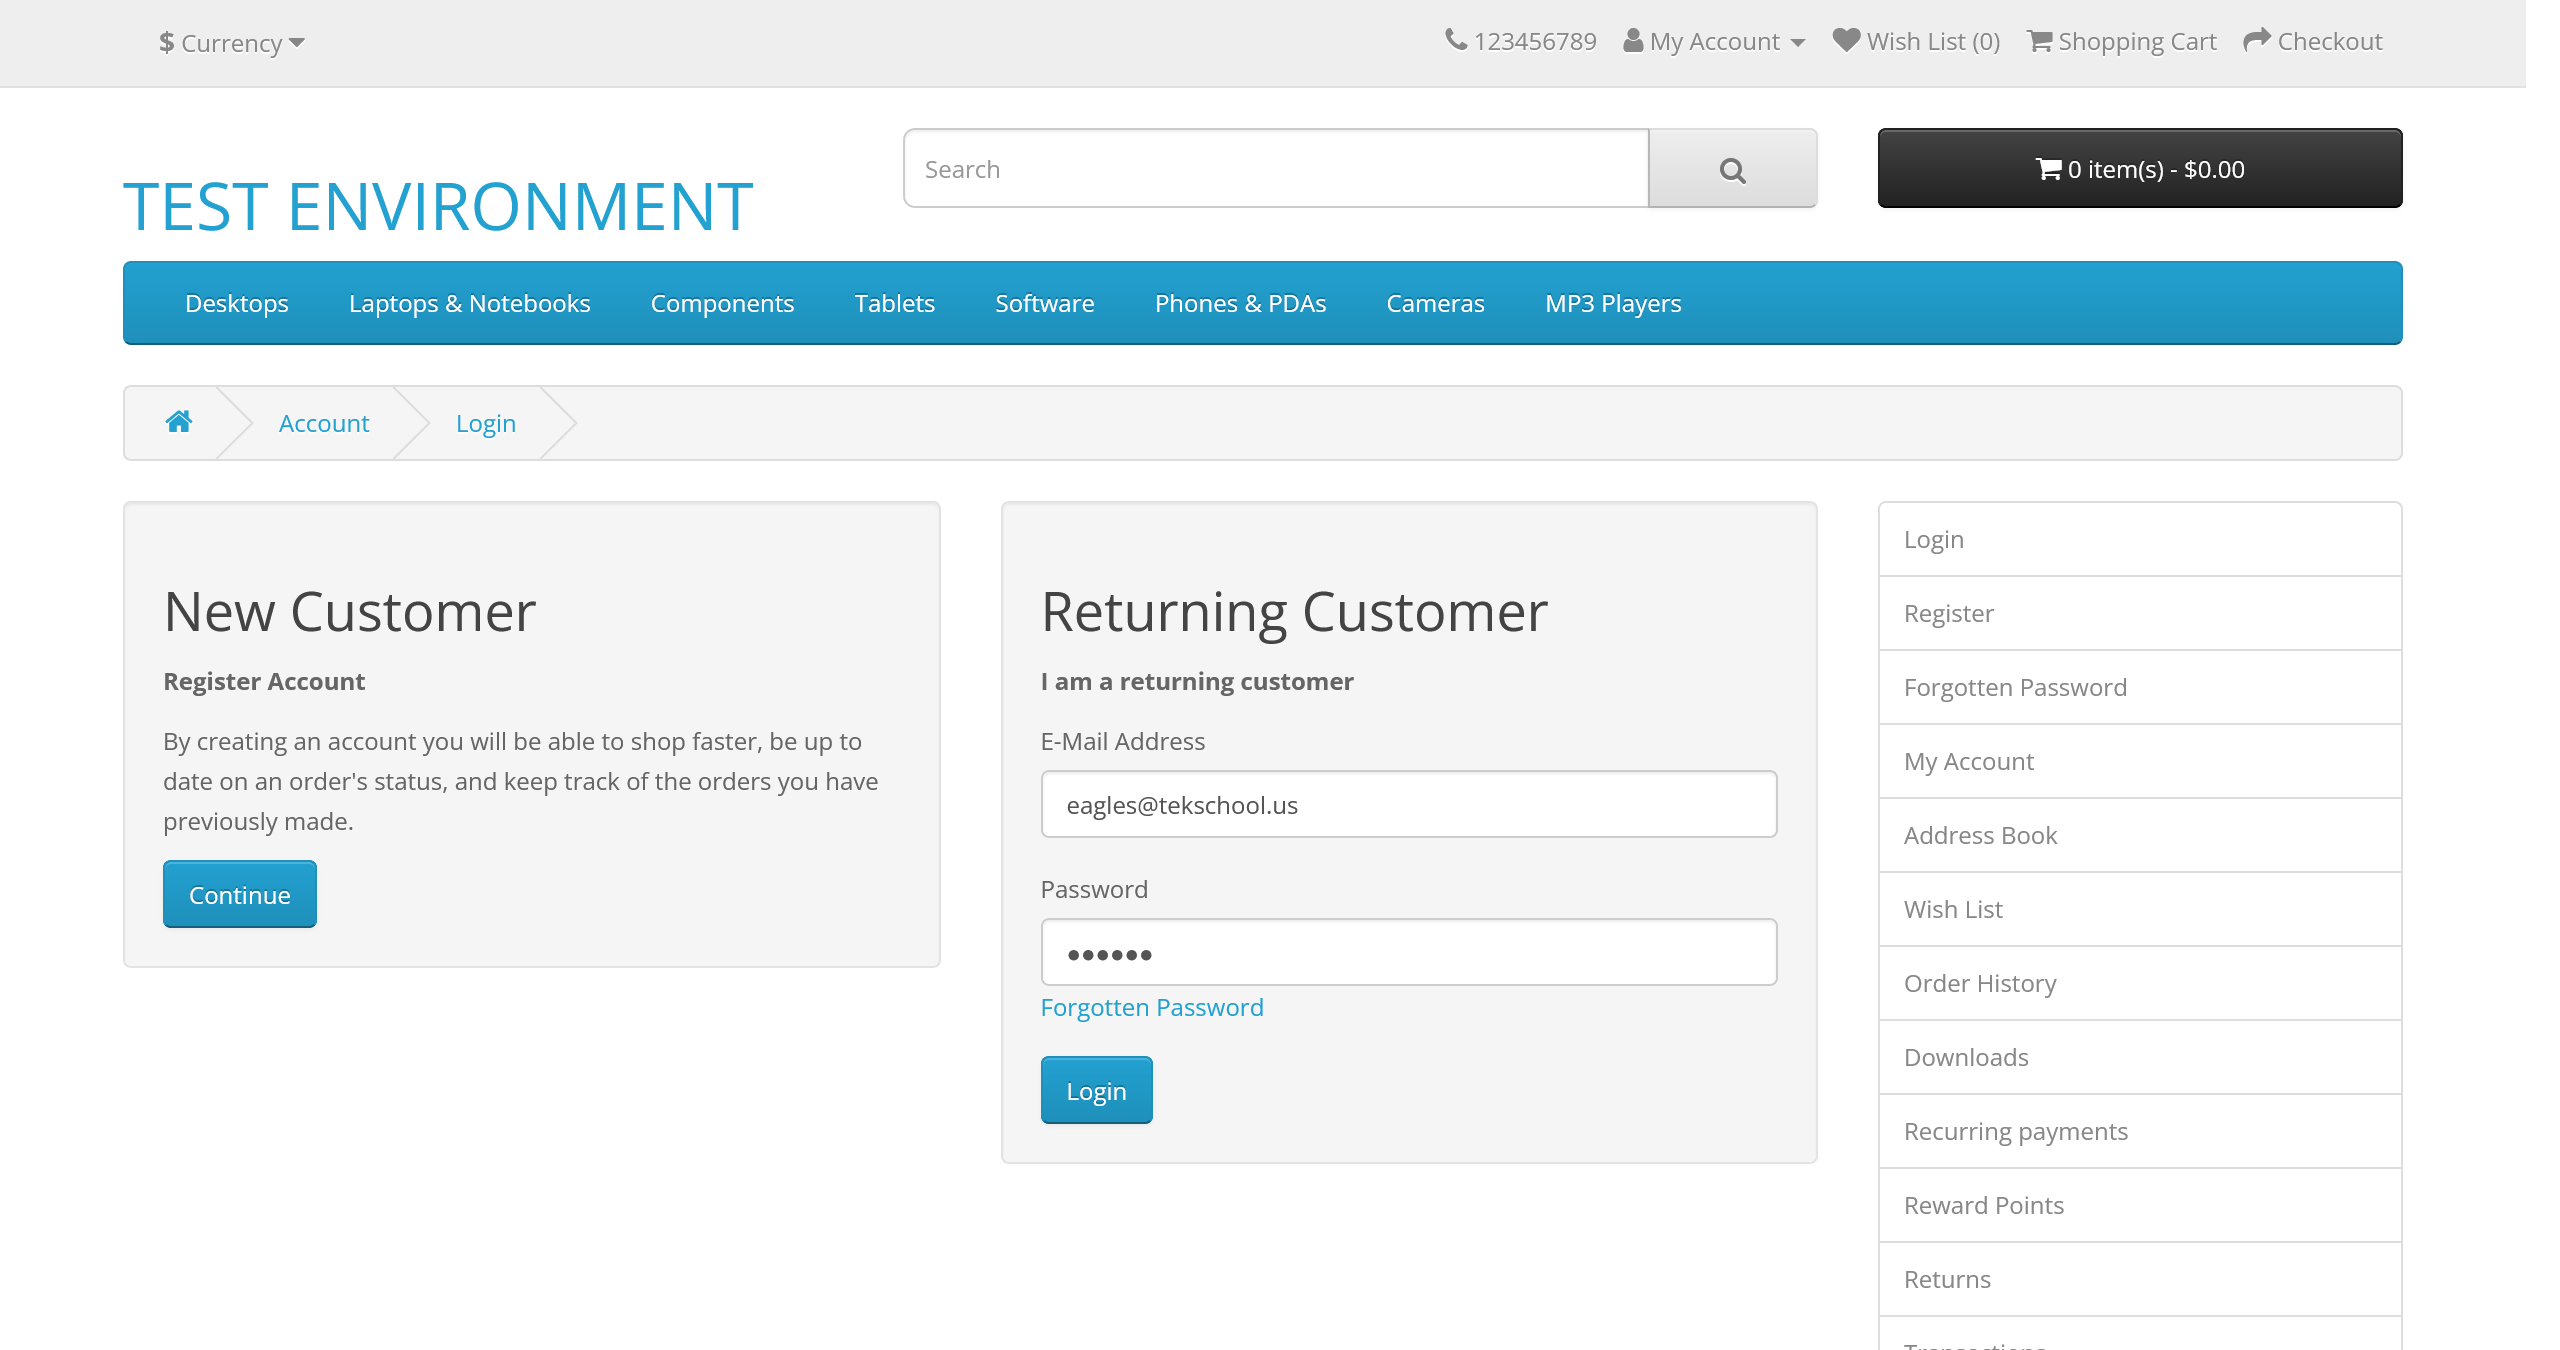 $ Currency
123456789 My Account Wish List (0) Shopping Cart Checkout
TEST ENVIRONMENT
Search
0 item(s) - $0.00
Desktops Laptops & Notebooks Components Tablets Software Phones & PDAs Cameras MP3 Players
Account Login
New Customer
Register Account
By creating an account you will be able to shop faster, be up to
date on an order's status, and keep track of the orders you have
previously made.
Continue
Returning Customer
I am a returning customer
E-Mail Address
eagles@tekschool.us
Password
••••••
Forgotten Password
Login
Login
Register
Forgotten Password
My Account
Address Book
Wish List
Order History
Downloads
Recurring payments
Reward Points
Returns